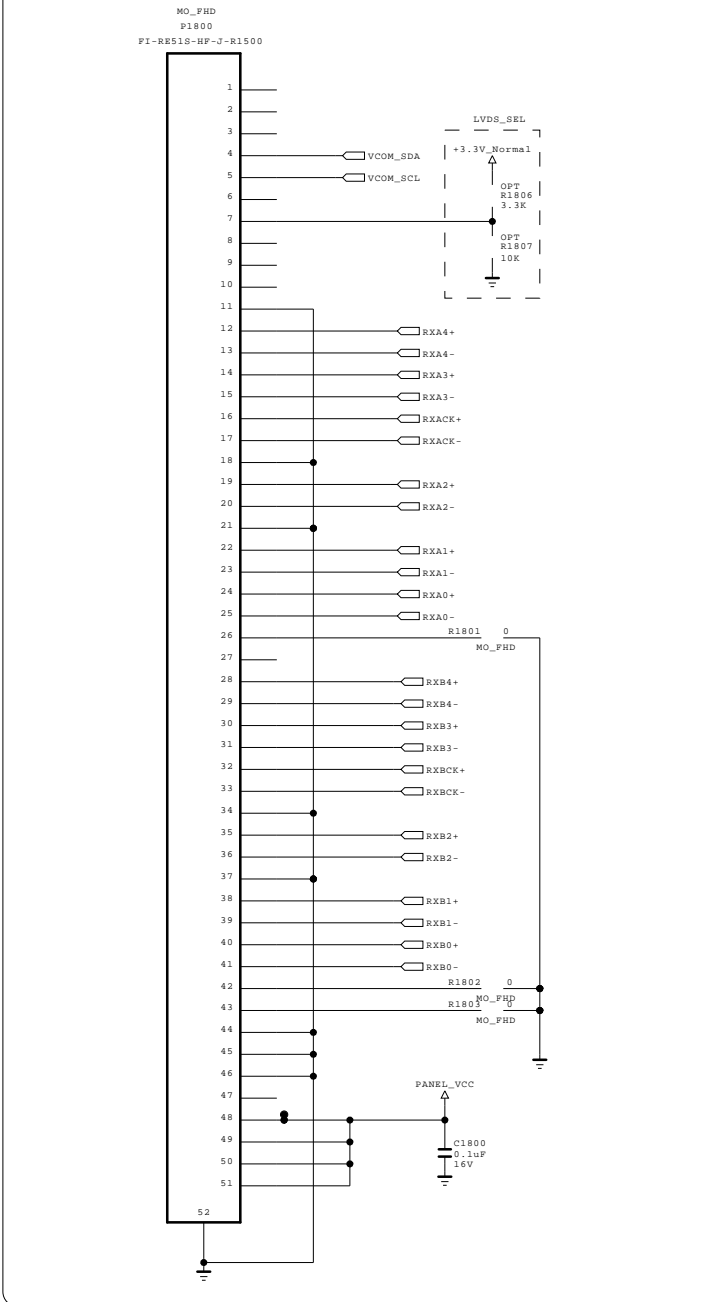 MO_FHD
P1800
FI-RE51S-HF-J-R1500
1
2
3
4 VCOM_SDA
5 VCOM_SCL
6
7
8
9
10
11
12 RXA4+
13 RXA4-
14 RXA3+
15 RXA3-
16 RXACK+
17 RXACK-
18
19 RXA2+
20 RXA2-
21
22 RXA1+
23 RXA1-
24 RXA0+
25 RXA0-
26 R1801 0
MO_FHD
27
28 RXB4+
29 RXB4-
30 RXB3+
31 RXB3-
32 RXBCK+
33 RXBCK-
34
35 RXB2+
36 RXB2-
37
38 RXB1+
39 RXB1-
40 RXB0+
41 RXB0-
42 R1802 0
MO_FHD
43 R1803 0
MO_FHD
44
45
46
47
48
49
50
51
52
LVDS_SEL
+3.3V_Normal
OPT
R1806
3.3K
OPT
R1807
10K
PANEL_VCC
C1800
0.1uF
16V